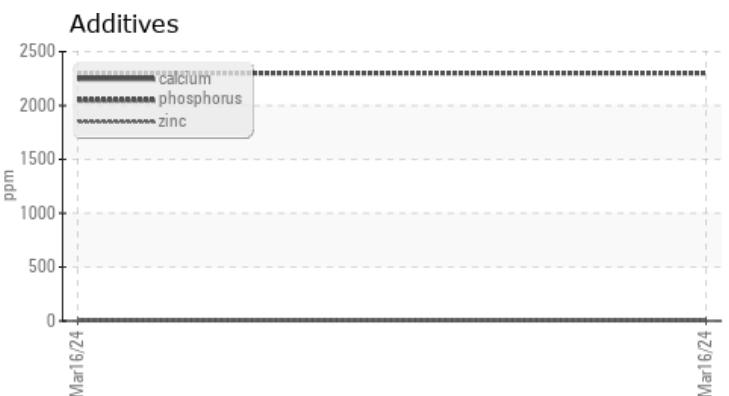 Additives
2500
2000
1500
1000
500
0
ppm
calcium
phosphorus
zinc
Mar16/24
Mar16/24